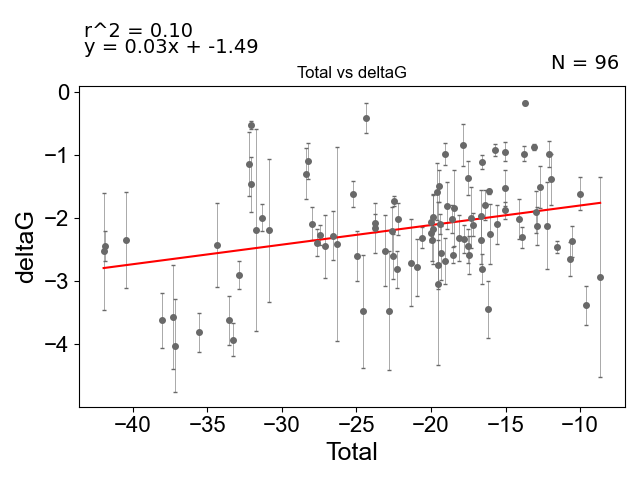 r^2 = 0.10
y = 0.03x + -1.49
N = 96
Total vs deltaG
0
−1
−2
−3
−4
deltaG
−40
−35
−30
−25
−20
−15
−10
Total